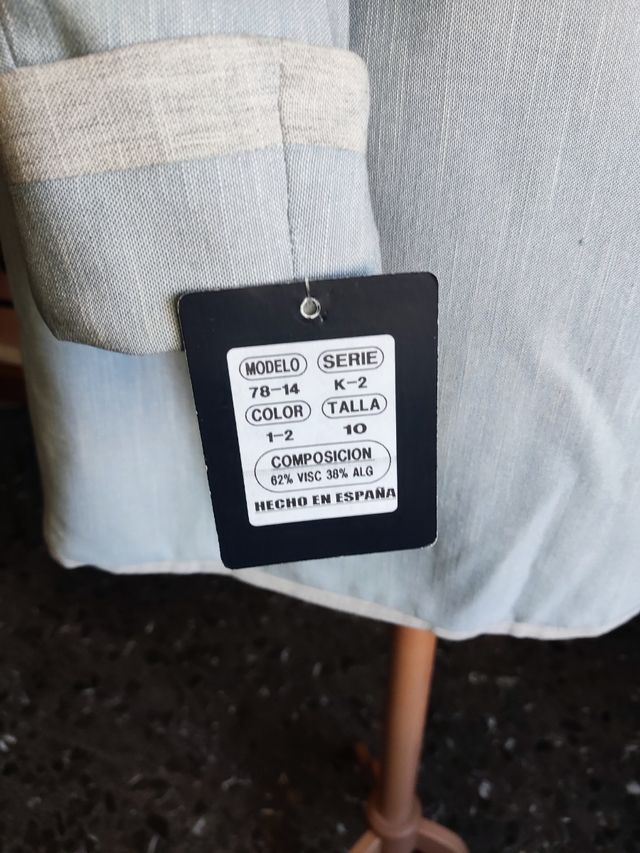 MODELO SERIE
78-14 K-2
COLOR TALLA
1-2 10
COMPOSICION
62% VISC 38% ALG
HECHO EN ESPAÑA